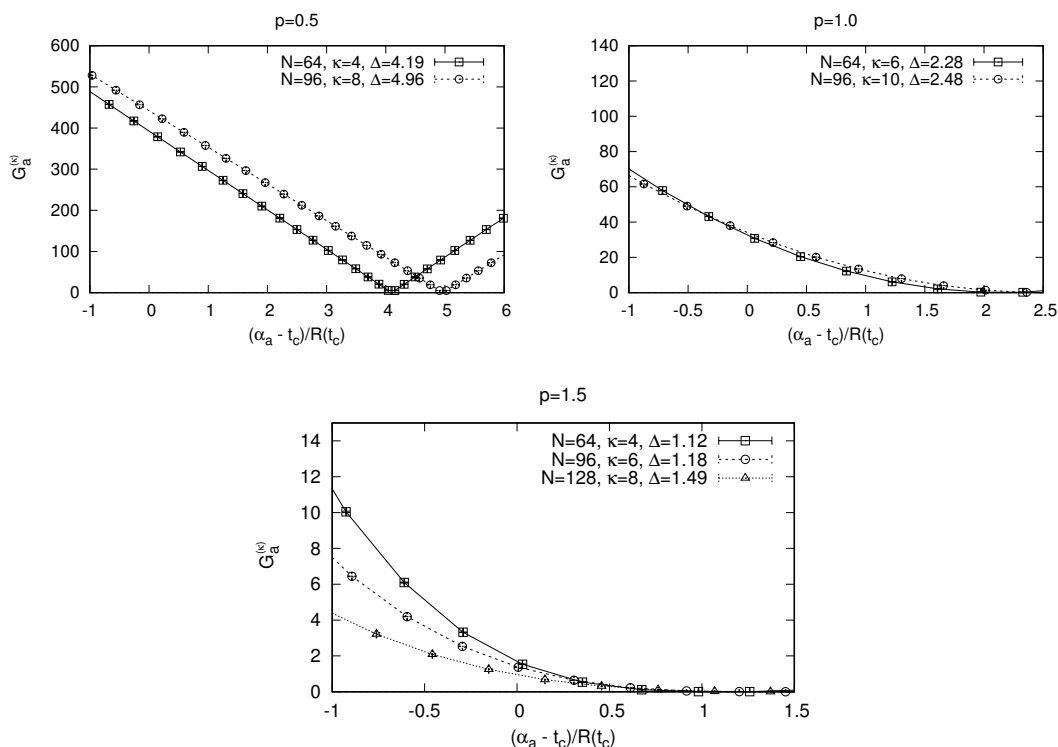 p=0.5
600
500
400
300
200
100
0
G_a^(κ)
N=64, κ=4, Δ=4.19
N=96, κ=8, Δ=4.96
-1 0 1 2 3 4 5 6
(α_a - t_c)/R(t_c)
p=1.0
140
120
100
80
60
40
20
0
G_a^(κ)
N=64, κ=6, Δ=2.28
N=96, κ=10, Δ=2.48
-1 -0.5 0 0.5 1 1.5 2 2.5
(α_a - t_c)/R(t_c)
p=1.5
14
12
10
8
6
4
2
0
G_a^(κ)
N=64, κ=4, Δ=1.12
N=96, κ=6, Δ=1.18
N=128, κ=8, Δ=1.49
-1 -0.5 0 0.5 1 1.5
(α_a - t_c)/R(t_c)